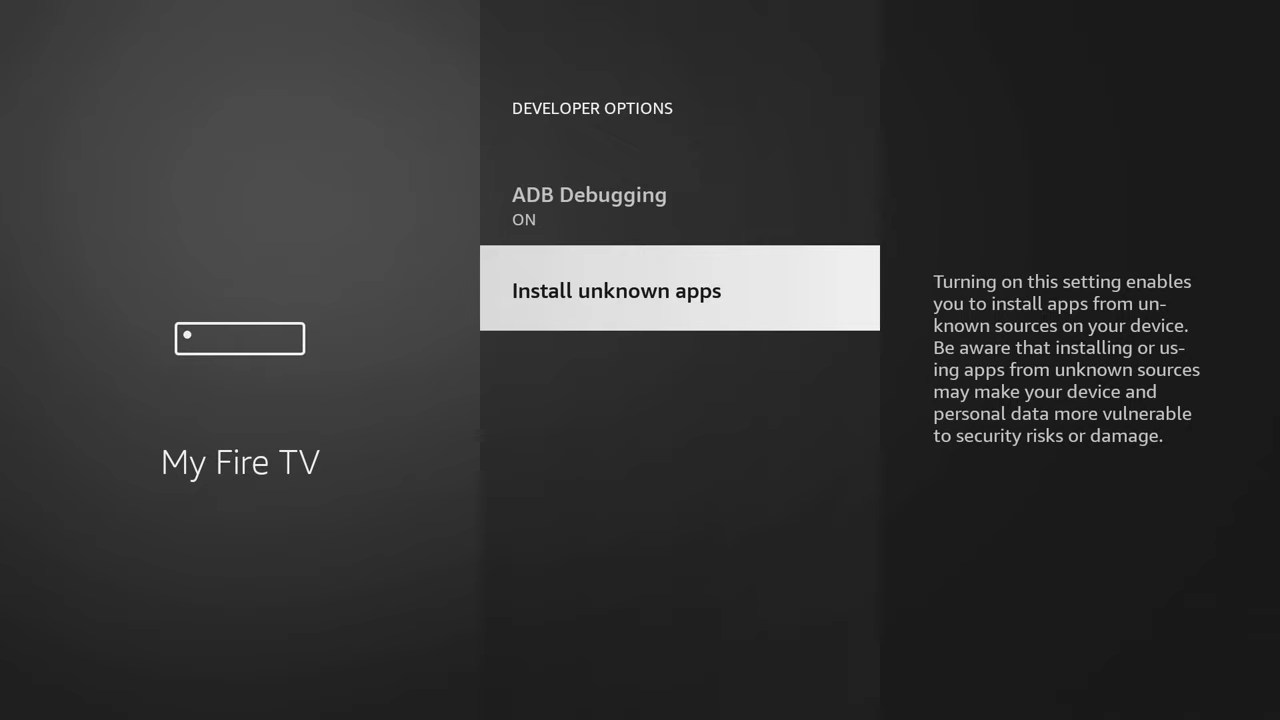 DEVELOPER OPTIONS
ADB Debugging
ON
Install unknown apps
My Fire TV
Turning on this setting enables
you to install apps from un-
known sources on your device.
Be aware that installing or us-
ing apps from unknown sources
may make your device and
personal data more vulnerable
to security risks or damage.